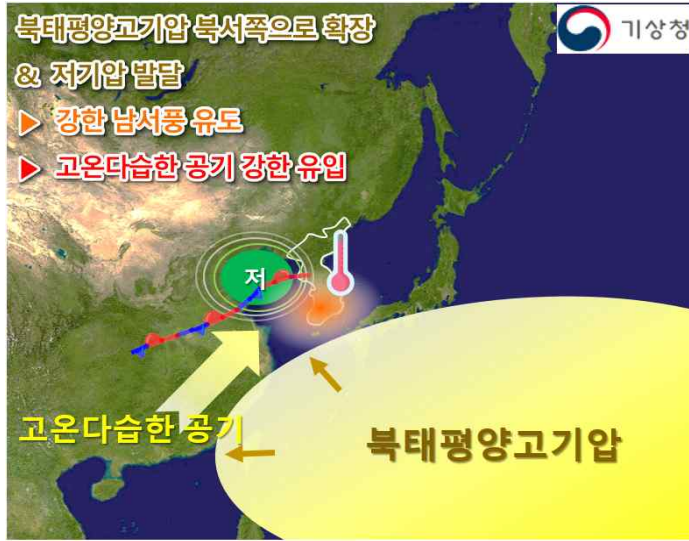 북태평양고기압 북서쪽으로 확장
& 저기압 발달
▶ 강한 남서풍 유도
▶ 고온다습한 공기 강한 유입
기상청
저
고온다습한 공기
북태평양고기압